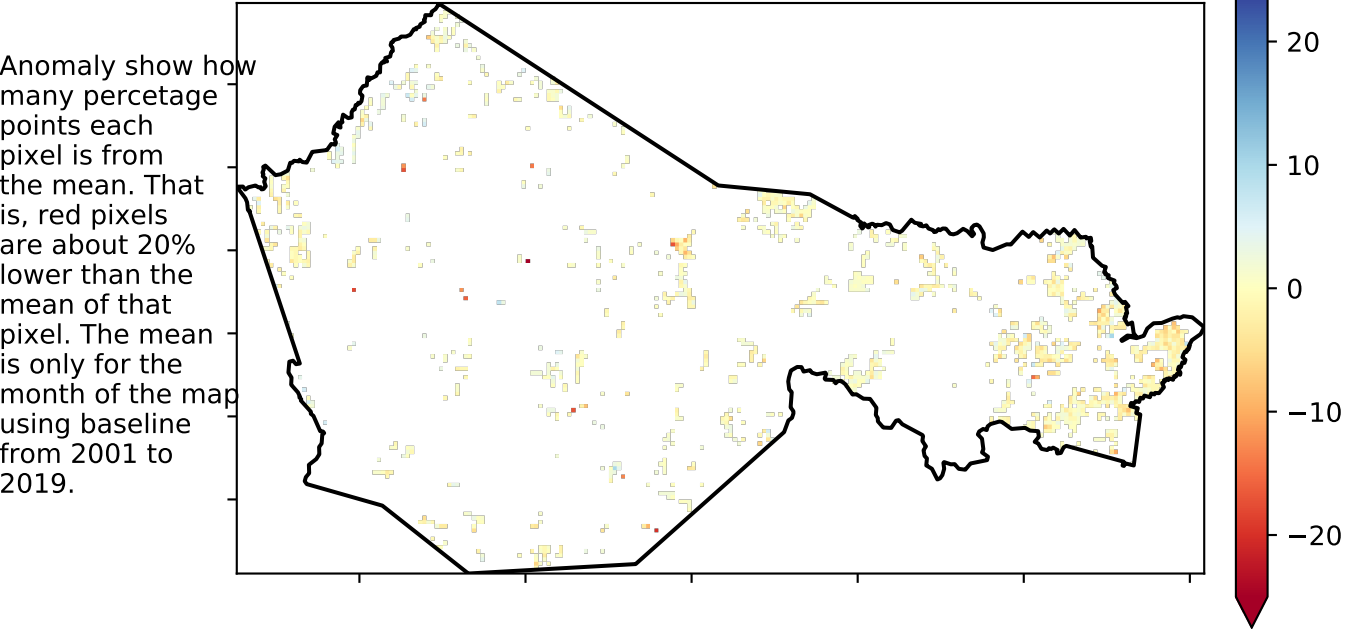 Anomaly show how
many percetage
points each
pixel is from
the mean. That
is, red pixels
are about 20%
lower than the
mean of that
pixel. The mean
is only for the
month of the map
using baseline
from 2001 to
2019.
20
10
0
−10
−20